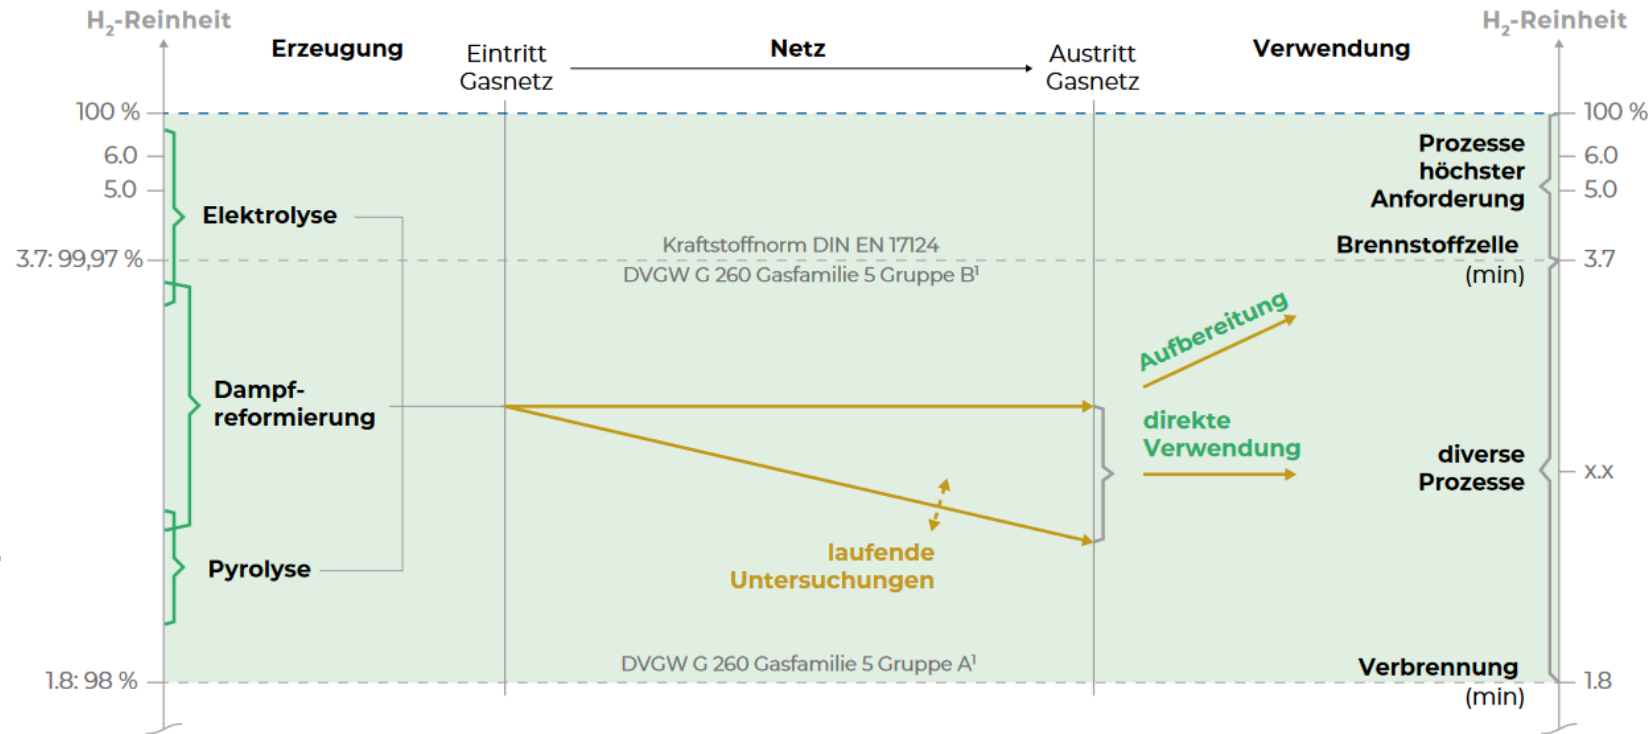 H₂-Reinheit
H₂-Reinheit
Erzeugung
Eintritt
Gasnetz
Netz
Austritt
Gasnetz
Verwendung
100 %
100 %
6.0
6.0
5.0
5.0
Prozesse
höchster
Anforderung
Elektrolyse
3.7: 99,97 %
Kraftstoffnorm DIN EN 17124
DVGW G 260 Gasfamilie 5 Gruppe B¹
Brennstoffzelle
(min)
3.7
Aufbereitung
Dampf-
reformierung
direkte
Verwendung
diverse
Prozesse
x.x
laufende
Untersuchungen
Pyrolyse
DVGW G 260 Gasfamilie 5 Gruppe A¹
1.8: 98 %
Verbrennung
(min)
1.8